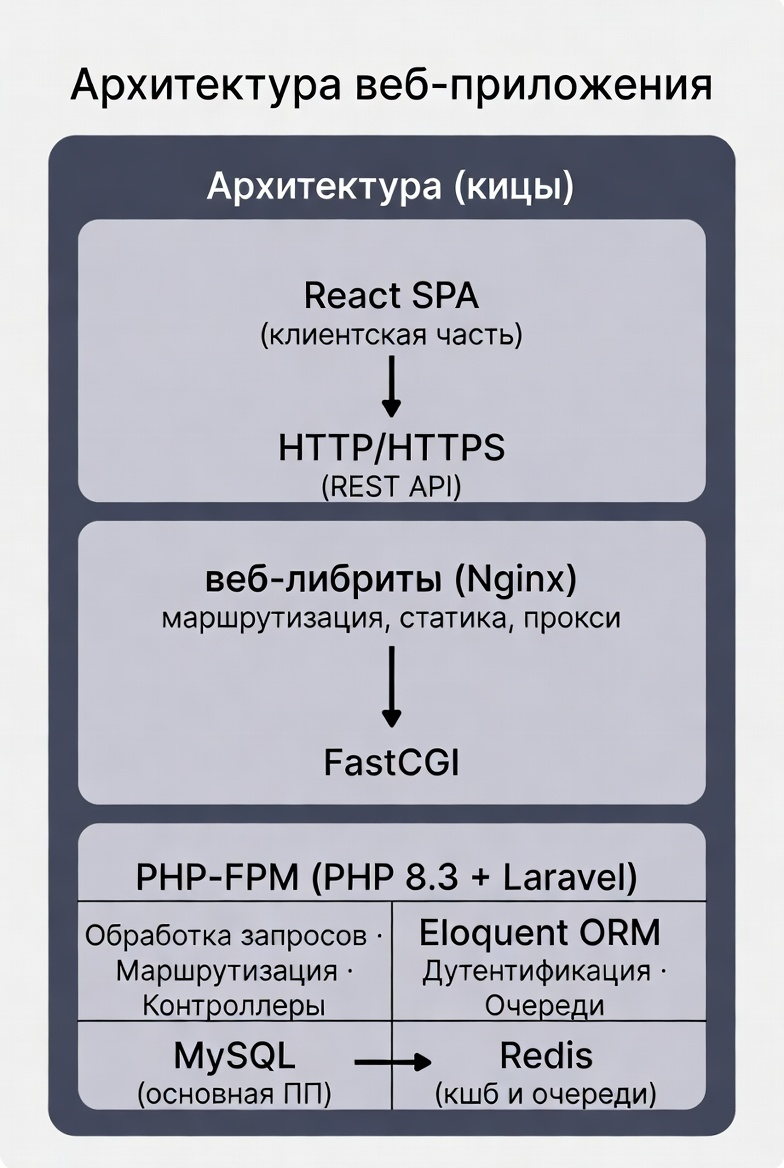 Архитектура веб-приложения
Архитектура (кицы)
React SPA
(клиентская часть)
HTTP/HTTPS
(REST API)
веб-либриты (Nginx)
маршрутизация, статика, прокси
FastCGI
PHP-FPM (PHP 8.3 + Laravel)
Обработка запросов ·
Маршрутизация ·
Контроллеры
Eloquent ORM
Дутентификация ·
Очереди
MySQL
(основная ПП)
Redis
(кшб и очереди)